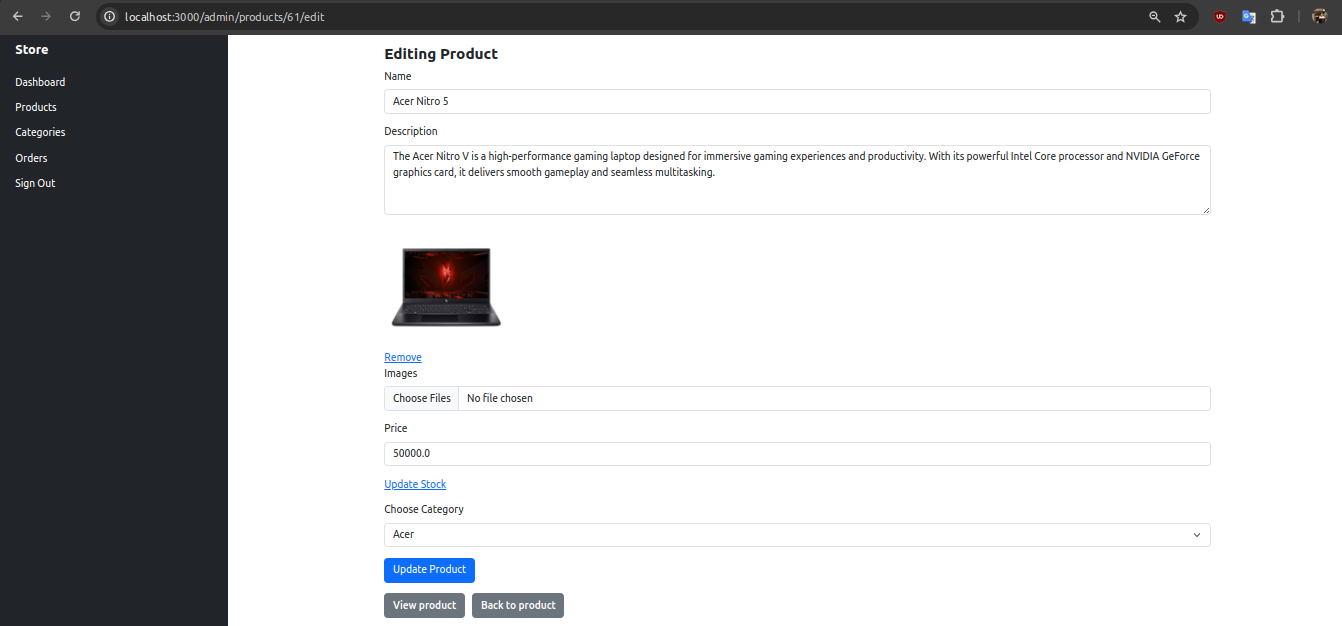 localhost:3000/admin/products/61/edit
Store
Dashboard
Products
Categories
Orders
Sign Out
Editing Product
Name
Acer Nitro 5
Description
The Acer Nitro V is a high-performance gaming laptop designed for immersive gaming experiences and productivity. With its powerful Intel Core processor and NVIDIA GeForce
graphics card, it delivers smooth gameplay and seamless multitasking.
Remove
Images
Choose Files No file chosen
Price
50000.0
Update Stock
Choose Category
Acer
Update Product
View product Back to product